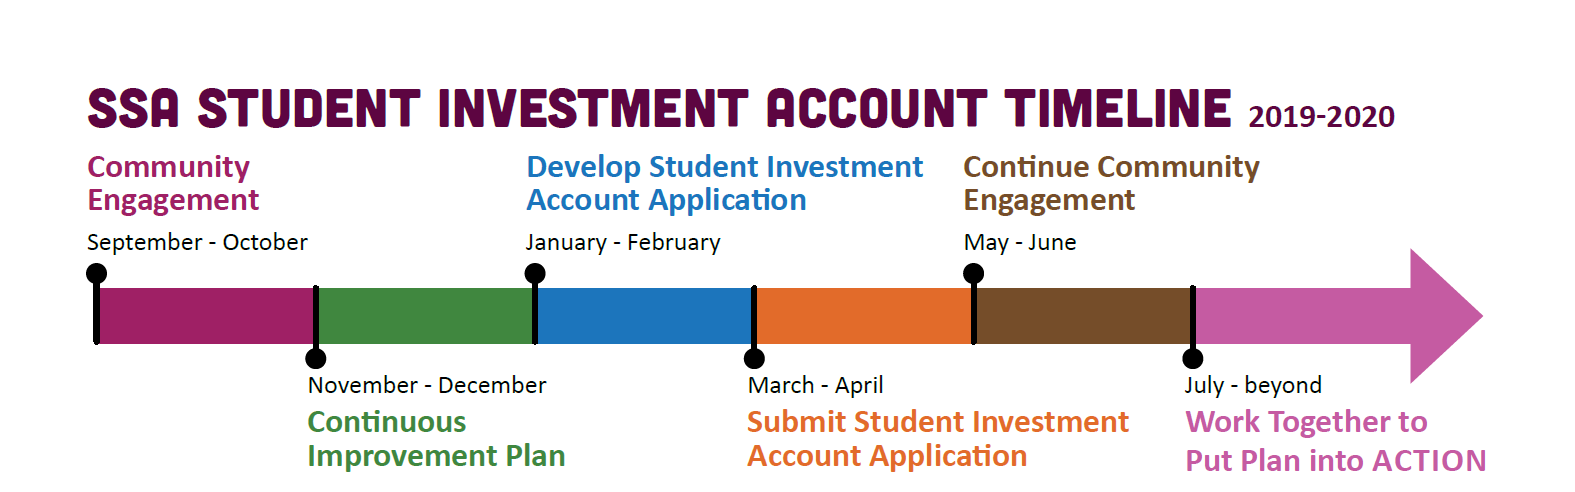 SSA STUDENT INVESTMENT ACCOUNT TIMELINE 2019-2020
Community
Engagement
September - October
Develop Student Investment
Account Application
January - February
Continue Community
Engagement
May - June
November - December
Continuous
Improvement Plan
March - April
Submit Student Investment
Account Application
July - beyond
Work Together to
Put Plan into ACTION